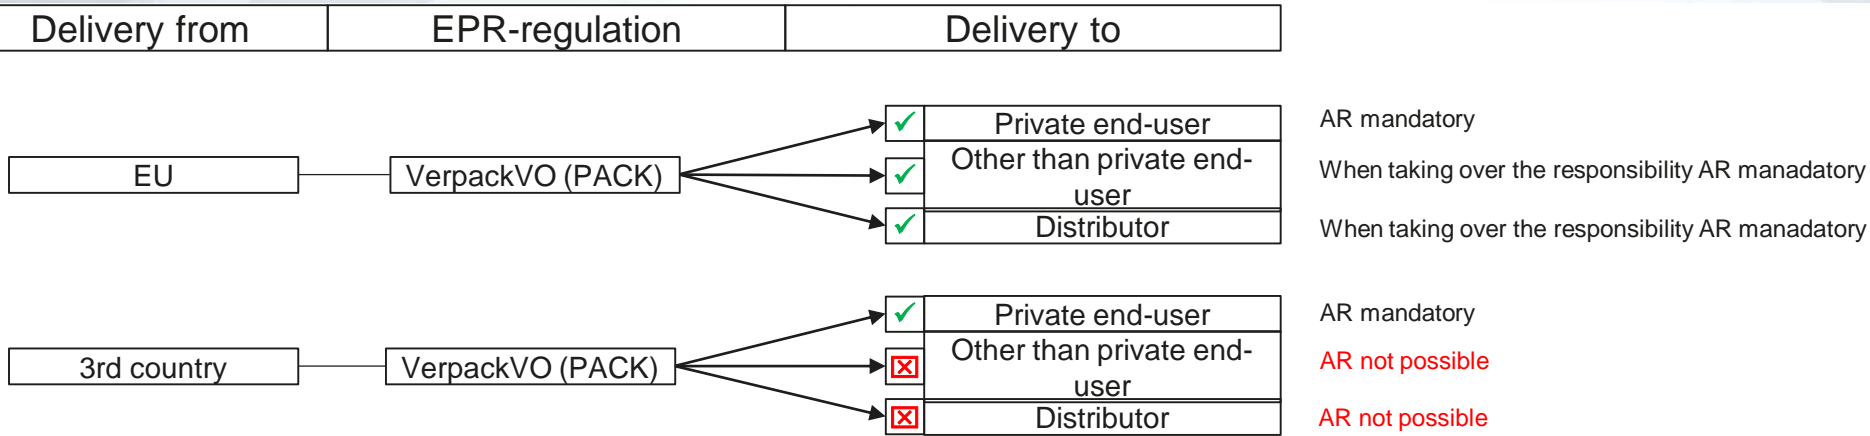 Delivery from
EPR-regulation
Delivery to
Private end-user
AR mandatory
EU
VerpackVO (PACK)
Other than private end-
user
When taking over the responsibility AR manadatory
Distributor
When taking over the responsibility AR manadatory
Private end-user
AR mandatory
3rd country
VerpackVO (PACK)
Other than private end-
user
AR not possible
Distributor
AR not possible